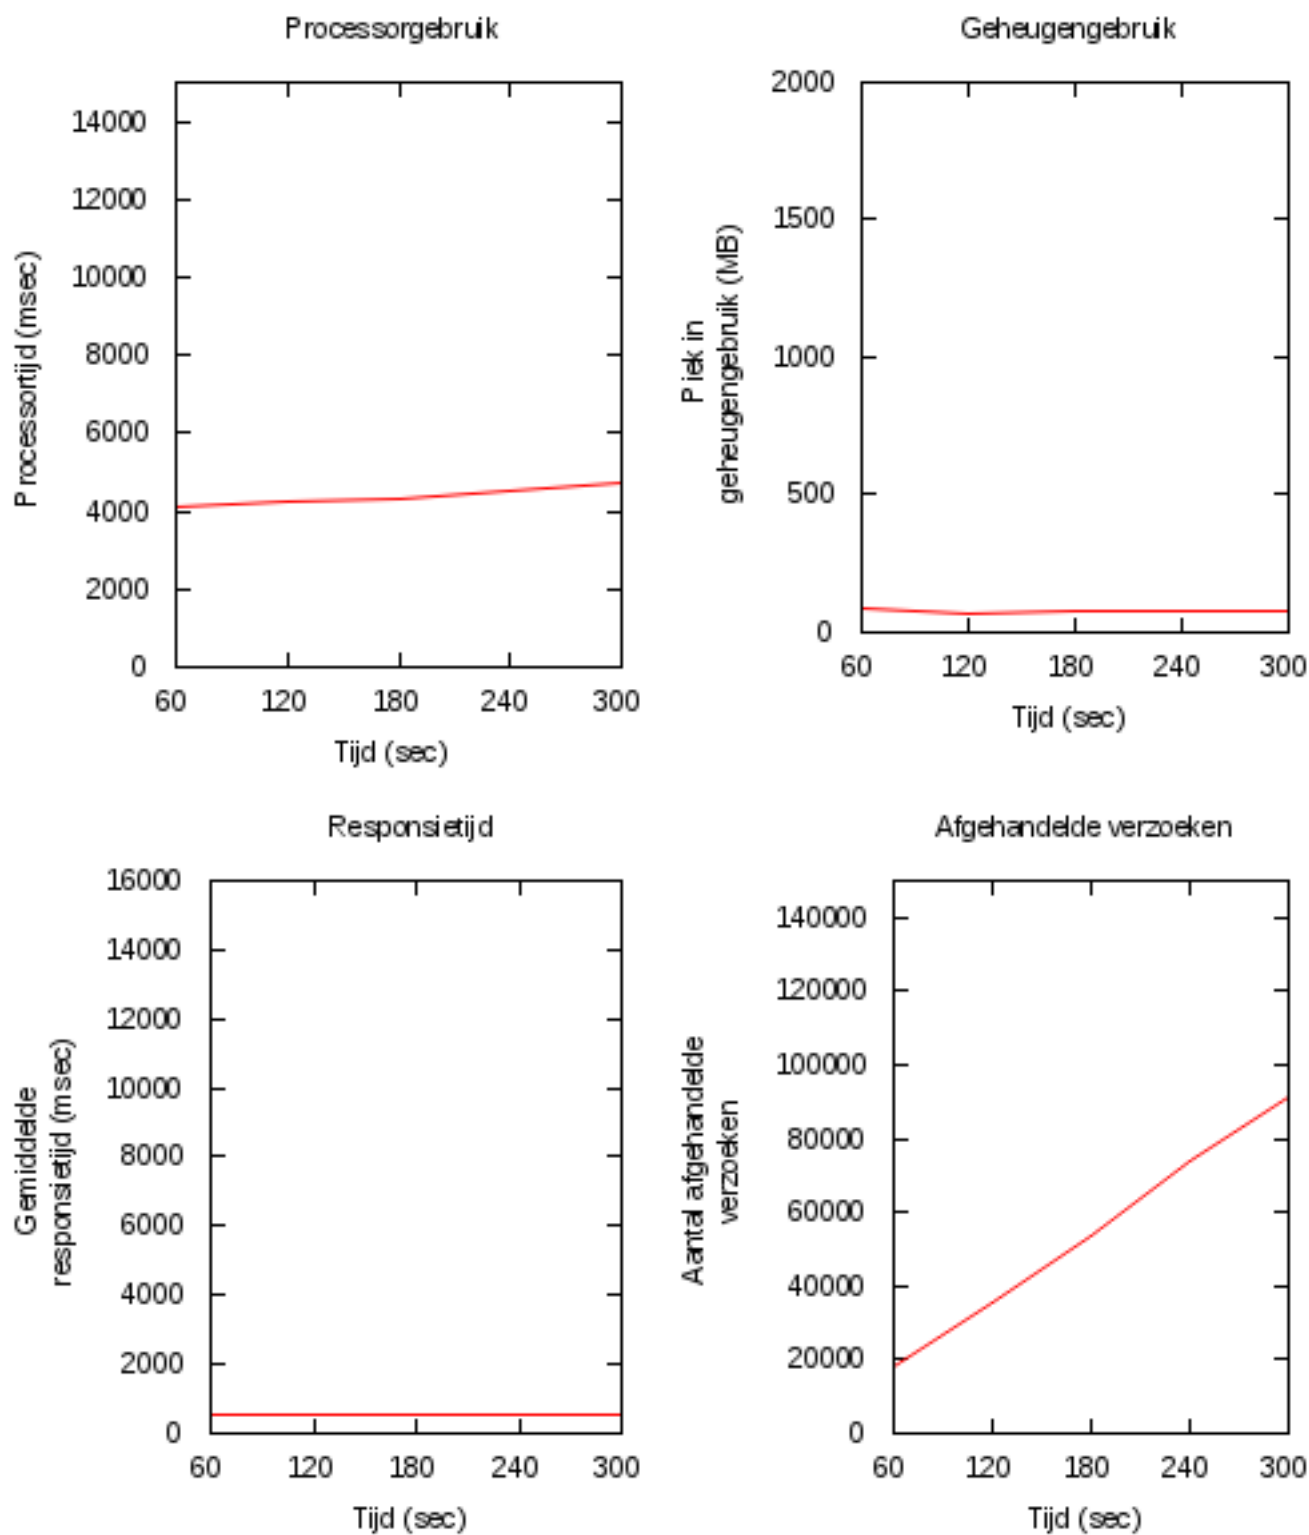 Processorgebruik
14000
12000
10000
8000
6000
4000
2000
0
Processortijd (msec)
60 120 180 240 300
Tijd (sec)
Geheugengebruik
2000
1500
1000
500
0
Piek in
geheugengebruik (MB)
60 120 180 240 300
Tijd (sec)
Responsietijd
16000
14000
12000
10000
8000
6000
4000
2000
0
Gemiddelde
responsietijd (msec)
60 120 180 240 300
Tijd (sec)
Afgehandelde verzoeken
140000
120000
100000
80000
60000
40000
20000
0
Aantal afgehandelde
verzoeken
60 120 180 240 300
Tijd (sec)